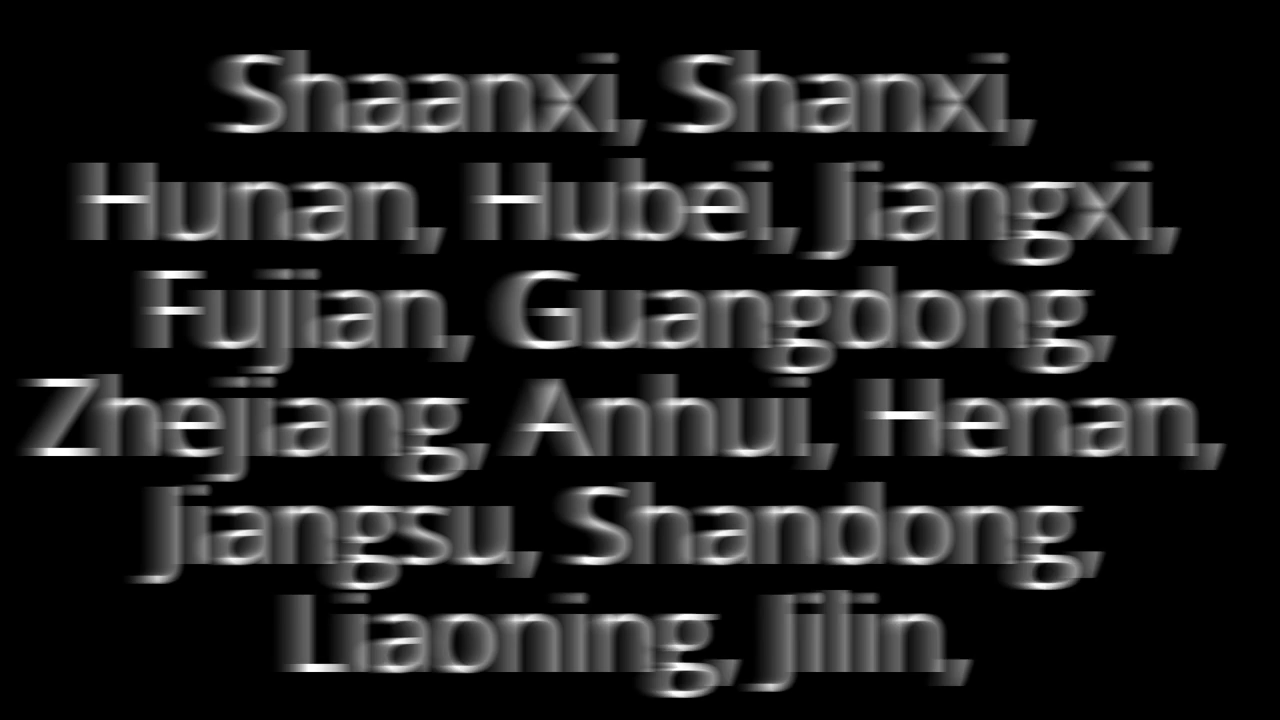 Shaanxi, Shanxi,
Hunan, Hubei, Jiangxi,
Fujian, Guangdong,
Zhejiang, Anhui, Henan,
Jiangsu, Shandong,
Liaoning, Jilin,